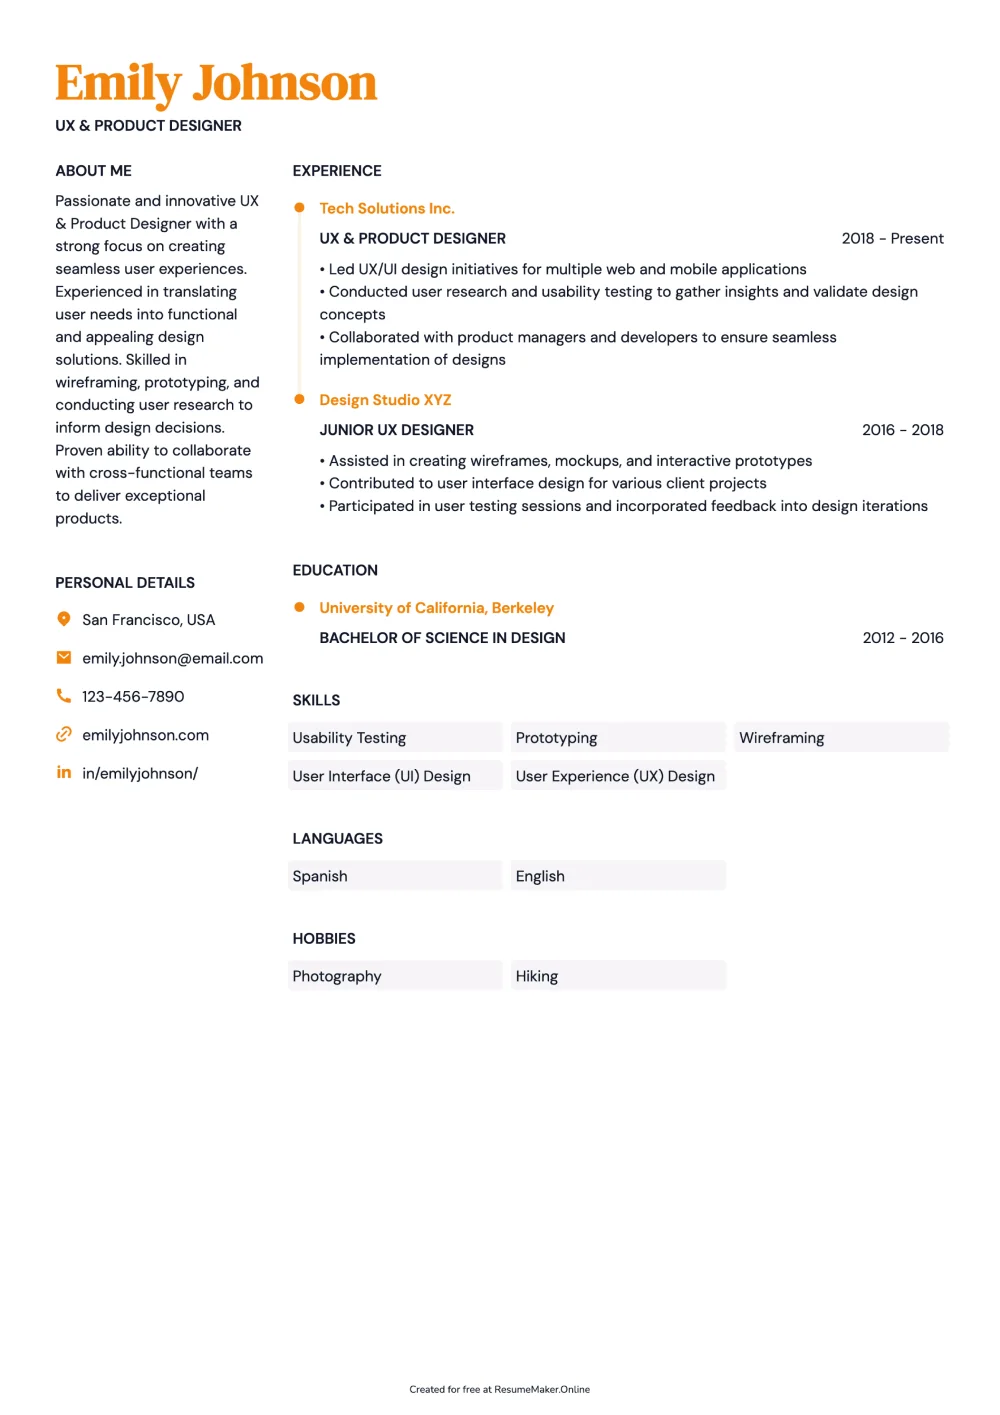 Emily Johnson
UX & PRODUCT DESIGNER
ABOUT ME
Passionate and innovative UX
& Product Designer with a
strong focus on creating
seamless user experiences.
Experienced in translating
user needs into functional
and appealing design
solutions. Skilled in
wireframing, prototyping, and
conducting user research to
inform design decisions.
Proven ability to collaborate
with cross-functional teams
to deliver exceptional
products.
PERSONAL DETAILS
San Francisco, USA
emily.johnson@email.com
123-456-7890
emilyjohnson.com
in/emilyjohnson/
EXPERIENCE
Tech Solutions Inc.
UX & PRODUCT DESIGNER 2018 - Present
• Led UX/UI design initiatives for multiple web and mobile applications
• Conducted user research and usability testing to gather insights and validate design
concepts
• Collaborated with product managers and developers to ensure seamless
implementation of designs
Design Studio XYZ
JUNIOR UX DESIGNER 2016 - 2018
• Assisted in creating wireframes, mockups, and interactive prototypes
• Contributed to user interface design for various client projects
• Participated in user testing sessions and incorporated feedback into design iterations
EDUCATION
University of California, Berkeley
BACHELOR OF SCIENCE IN DESIGN 2012 - 2016
SKILLS
Usability Testing Prototyping Wireframing
User Interface (UI) Design User Experience (UX) Design
LANGUAGES
Spanish English
HOBBIES
Photography Hiking
Created for free at ResumeMaker.Online